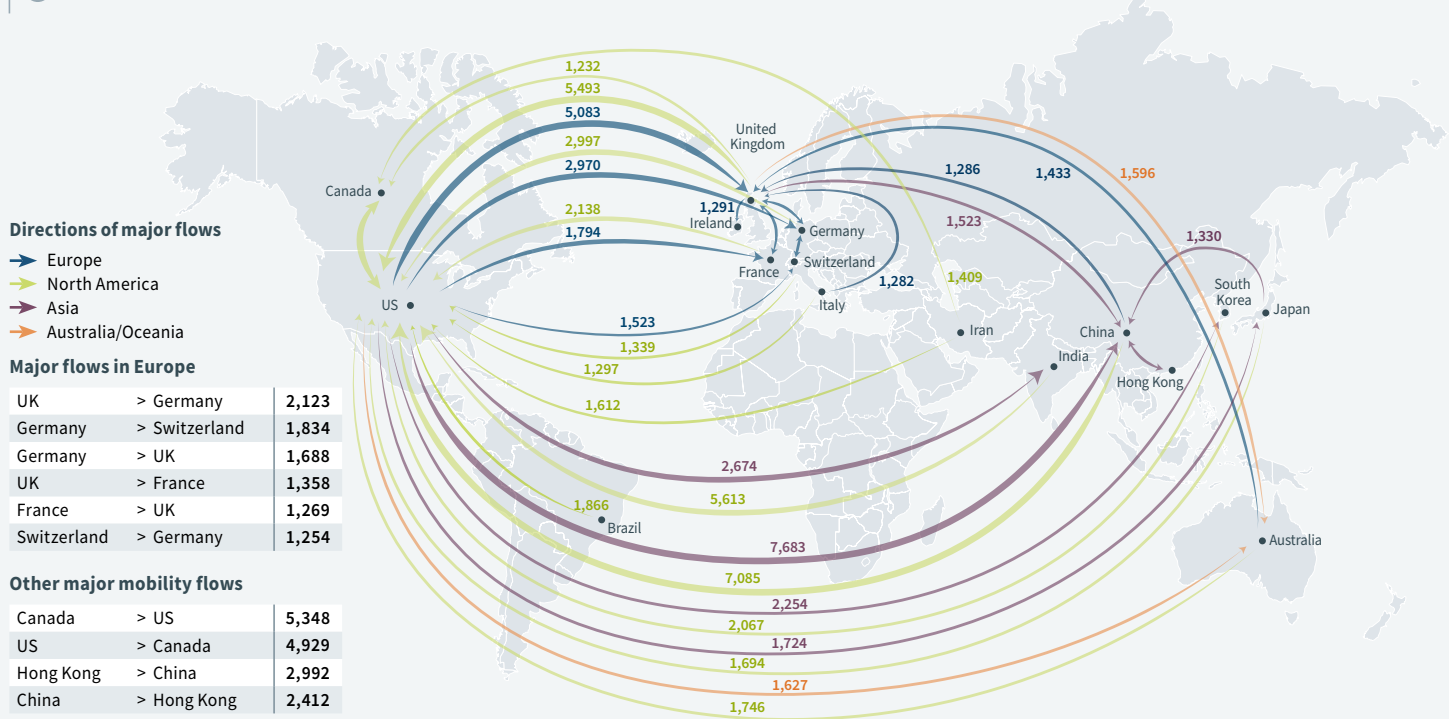 1,232
5,493
5,083
2,997
2,970
2,138
1,794
1,523
1,339
1,297
1,612
2,674
5,613
1,866
7,683
7,085
2,254
2,067
1,724
1,694
1,627
1,746
United
Kingdom
Canada
1,291
Ireland
Germany
Switzerland
France
1,282
Italy
US
1,286
1,433
1,596
1,523
1,330
1,409
South
Korea
Japan
Iran
China
India
Hong Kong
Brazil
Australia
Directions of major flows
Europe
North America
Asia
Australia/Oceania
Major flows in Europe
UK > Germany 2,123
Germany > Switzerland 1,834
Germany > UK 1,688
UK > France 1,358
France > UK 1,269
Switzerland > Germany 1,254
Other major mobility flows
Canada > US 5,348
US > Canada 4,929
Hong Kong > China 2,992
China > Hong Kong 2,412